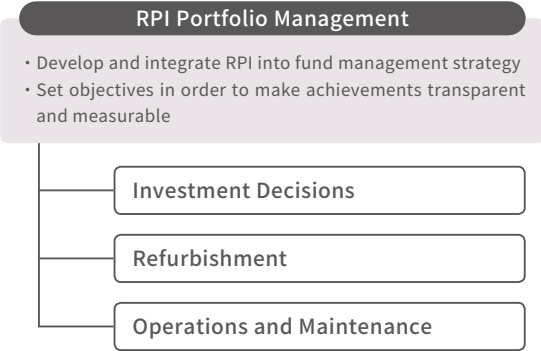 RPI Portfolio Management
・Develop and integrate RPI into fund management strategy
・Set objectives in order to make achievements transparent
and measurable
Investment Decisions
Refurbishment
Operations and Maintenance